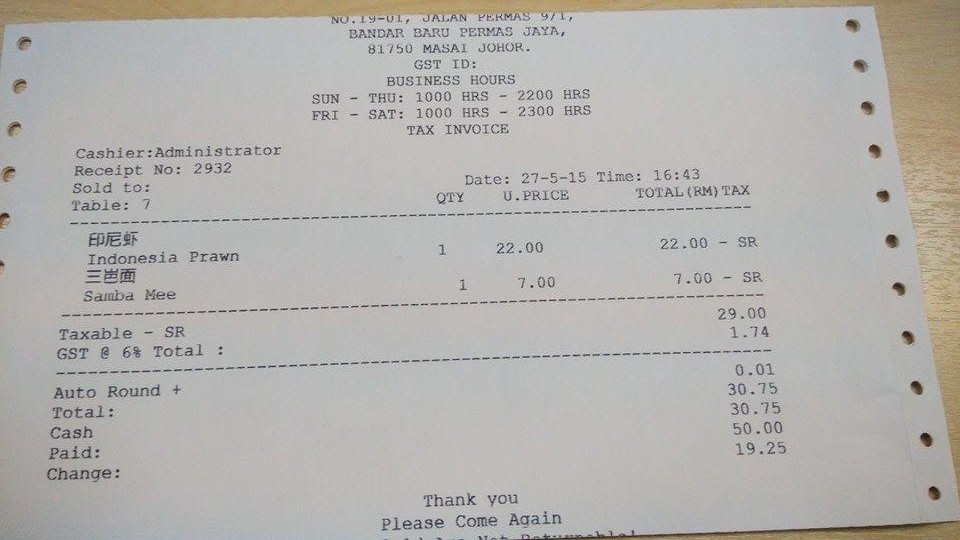 NO.19-01, JALAN PERMAS 9/1,
BANDAR BARU PERMAS JAYA,
81750 MASAI JOHOR.
GST ID:
BUSINESS HOURS
SUN - THU: 1000 HRS - 2200 HRS
FRI - SAT: 1000 HRS - 2300 HRS
TAX INVOICE
Cashier:Administrator
Receipt No: 2932
Sold to: Date: 27-5-15 Time: 16:43
Table: 7 QTY U.PRICE TOTAL(RM) TAX
印尼虾
Indonesia Prawn 1 22.00 22.00 - SR
三岜面
Samba Mee 1 7.00 7.00 - SR
Taxable - SR 29.00
GST @ 6% Total : 1.74
Auto Round + 0.01
Total: 30.75
Cash 30.75
Paid: 50.00
Change: 19.25
Thank you
Please Come Again
Not Returnable!